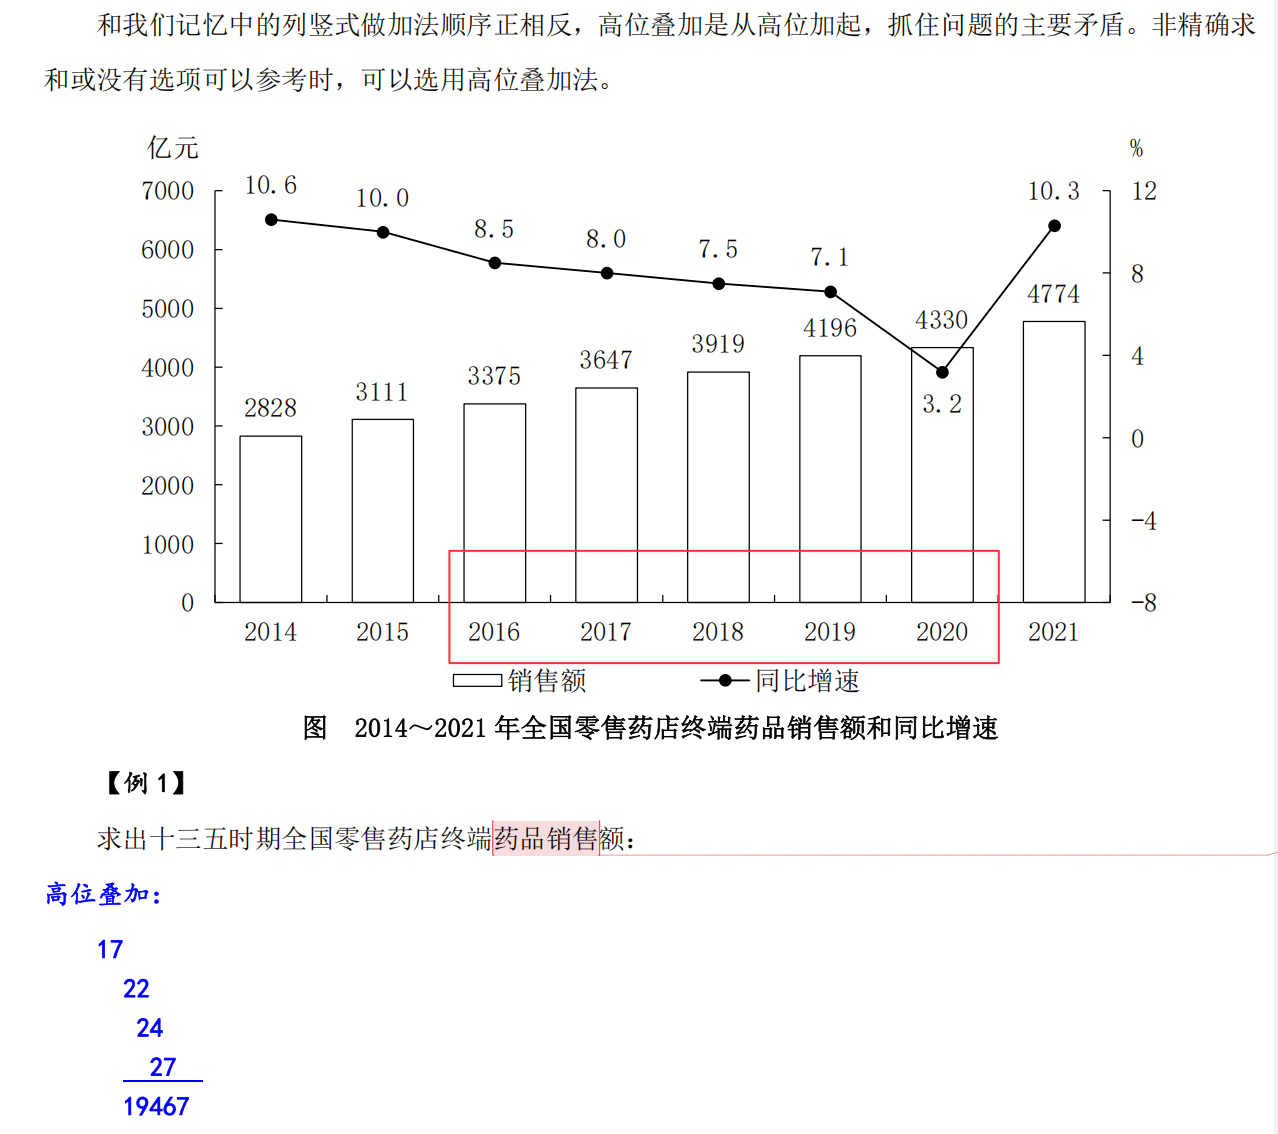 和我们记忆中的列竖式做加法顺序正相反，高位叠加是从高位加起，抓住问题的主要矛盾。非精确求
和或没有选项可以参考时，可以选用高位叠加法。
亿元 %
7000 10.6 10.0 8.5 8.0 7.5 7.1 10.3 12
6000 8
5000 4774
4330
4196
3919
4000 3647 4
3375
3111 3.2
2828
3000 0
2000
1000 -4
0 -8
2014 2015 2016 2017 2018 2019 2020 2021
销售额 同比增速
图 2014～2021年全国零售药店终端药品销售额和同比增速
【例1】
求出十三五时期全国零售药店终端药品销售额：
高位叠加：
17
22
24
27
19467